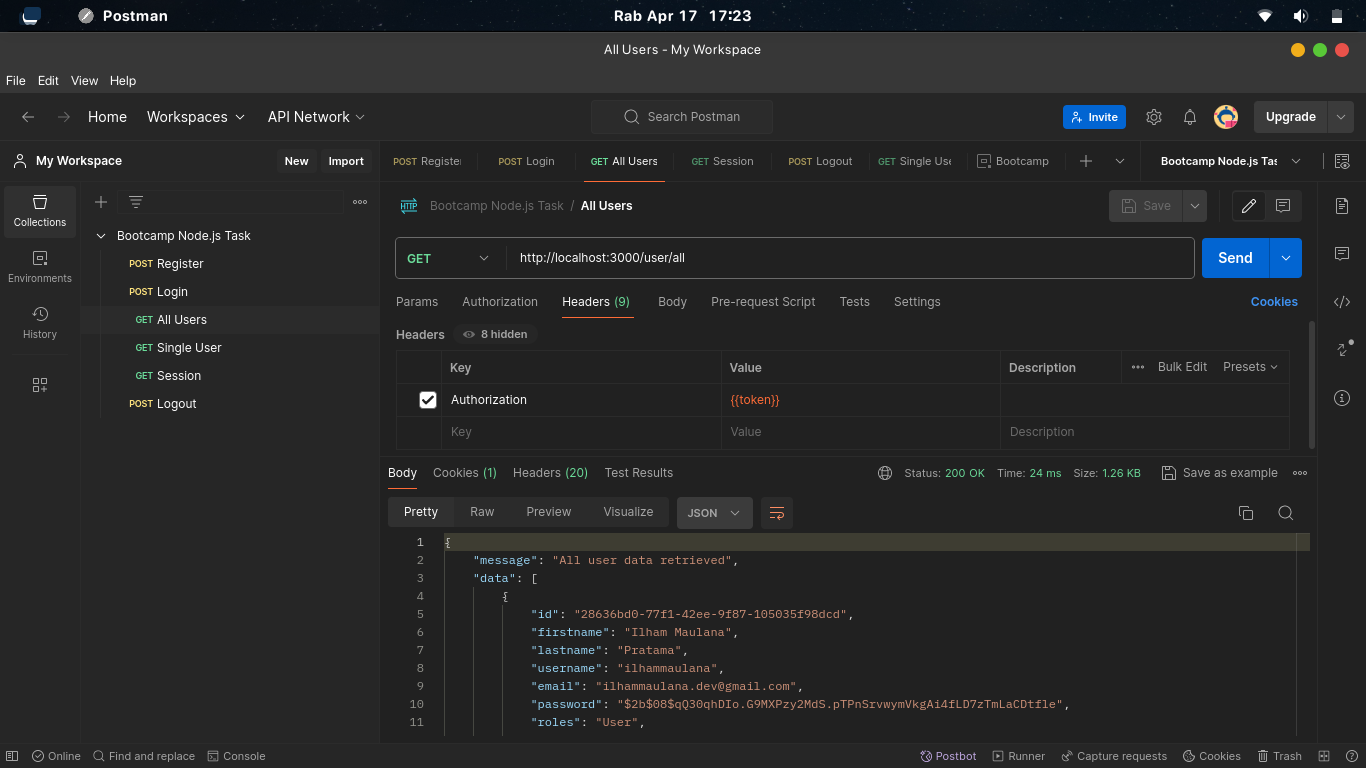 Postman Rab Apr 17 17:23
All Users - My Workspace
File Edit View Help
Home Workspaces API Network Search Postman Invite Upgrade
My Workspace New Import POST Register POST Login GET All Users GET Session POST Logout GET Single Use Bootcamp Bootcamp Node.js Tas
Collections
Environments
History
Bootcamp Node.js Task
POST Register
POST Login
GET All Users
GET Single User
GET Session
POST Logout
HTTP Bootcamp Node.js Task / All Users Save
GET http://localhost:3000/user/all Send
Params Authorization Headers (9) Body Pre-request Script Tests Settings Cookies
Headers 8 hidden
Key Value Description Bulk Edit Presets
Authorization {{token}}
Key Value Description
Body Cookies (1) Headers (20) Test Results Status: 200 OK Time: 24 ms Size: 1.26 KB Save as example
Pretty Raw Preview Visualize JSON
1 {
2 "message": "All user data retrieved",
3 "data": [
4 {
5 "id": "28636bd0-77f1-42ee-9f87-105035f98dcd",
6 "firstname": "Ilham Maulana",
7 "lastname": "Pratama",
8 "username": "ilhammaulana",
9 "email": "ilhammaulana.dev@gmail.com",
10 "password": "$2b$08$qQ30qhDIo.G9MXPzy2MdS.pTPnSrvwymVkgAi4fLD7zTmLaCDtfle",
11 "roles": "User",
Online Find and replace Console Postbot Runner Capture requests Cookies Trash